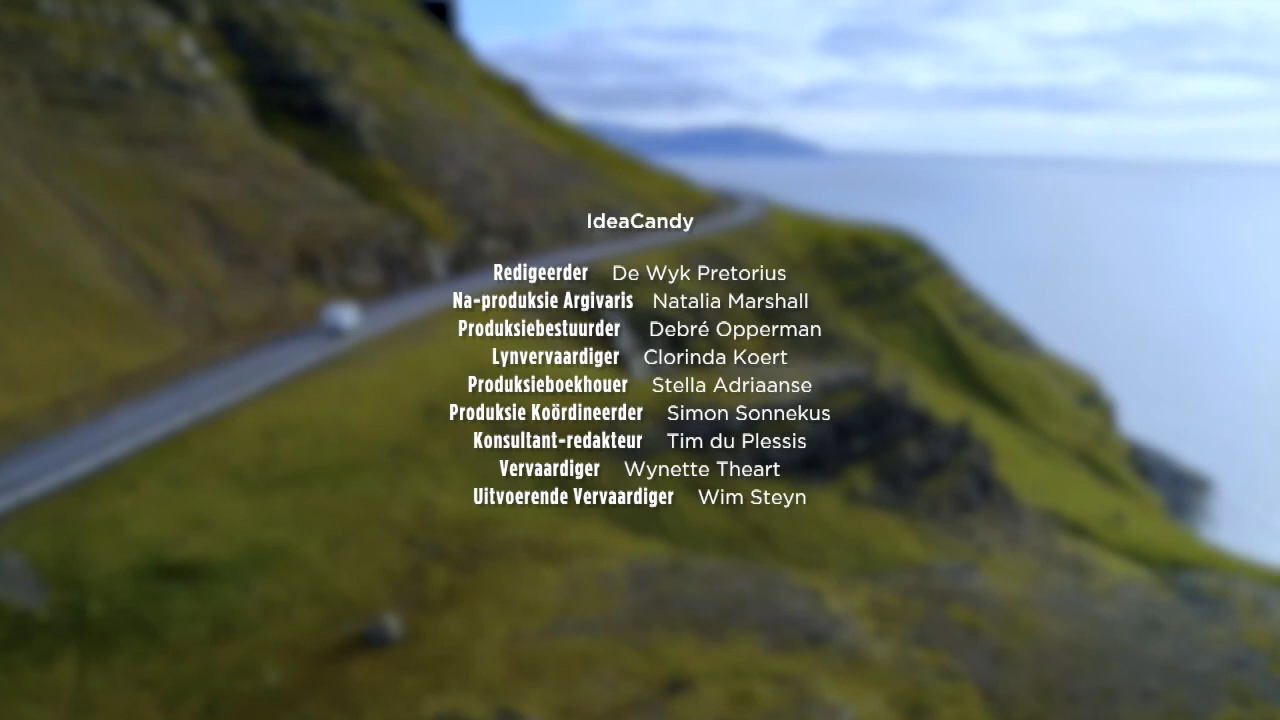 IdeaCandy
Redigeerder De Wyk Pretorius
Na-produksie Argivaris Natalia Marshall
Produksiebestuurder Debré Opperman
Lynvervaardiger Clorinda Koert
Produksieboekhouer Stella Adriaanse
Produksie Koördineerder Simon Sonnekus
Konsultant-redakteur Tim du Plessis
Vervaardiger Wynette Theart
Uitvoerende Vervaardiger Wim Steyn